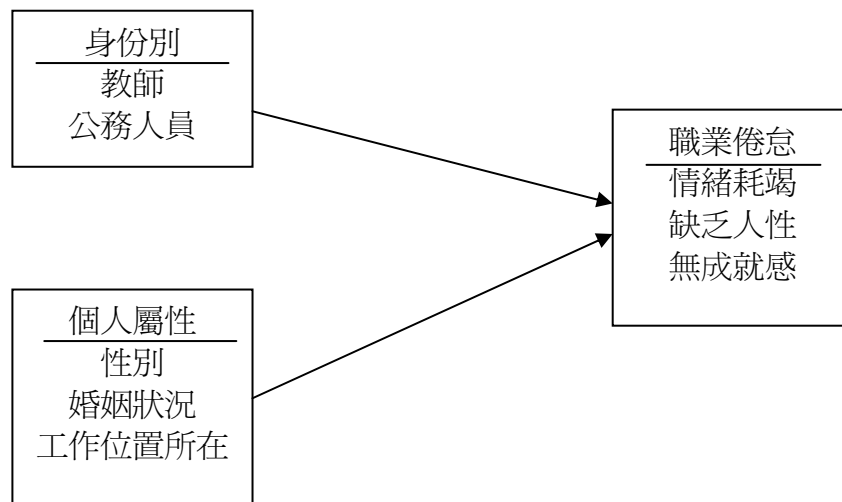 身份別
教師
公務人員
職業倦怠
情緒耗竭
缺乏人性
無成就感
個人屬性
性別
婚姻狀況
工作位置所在